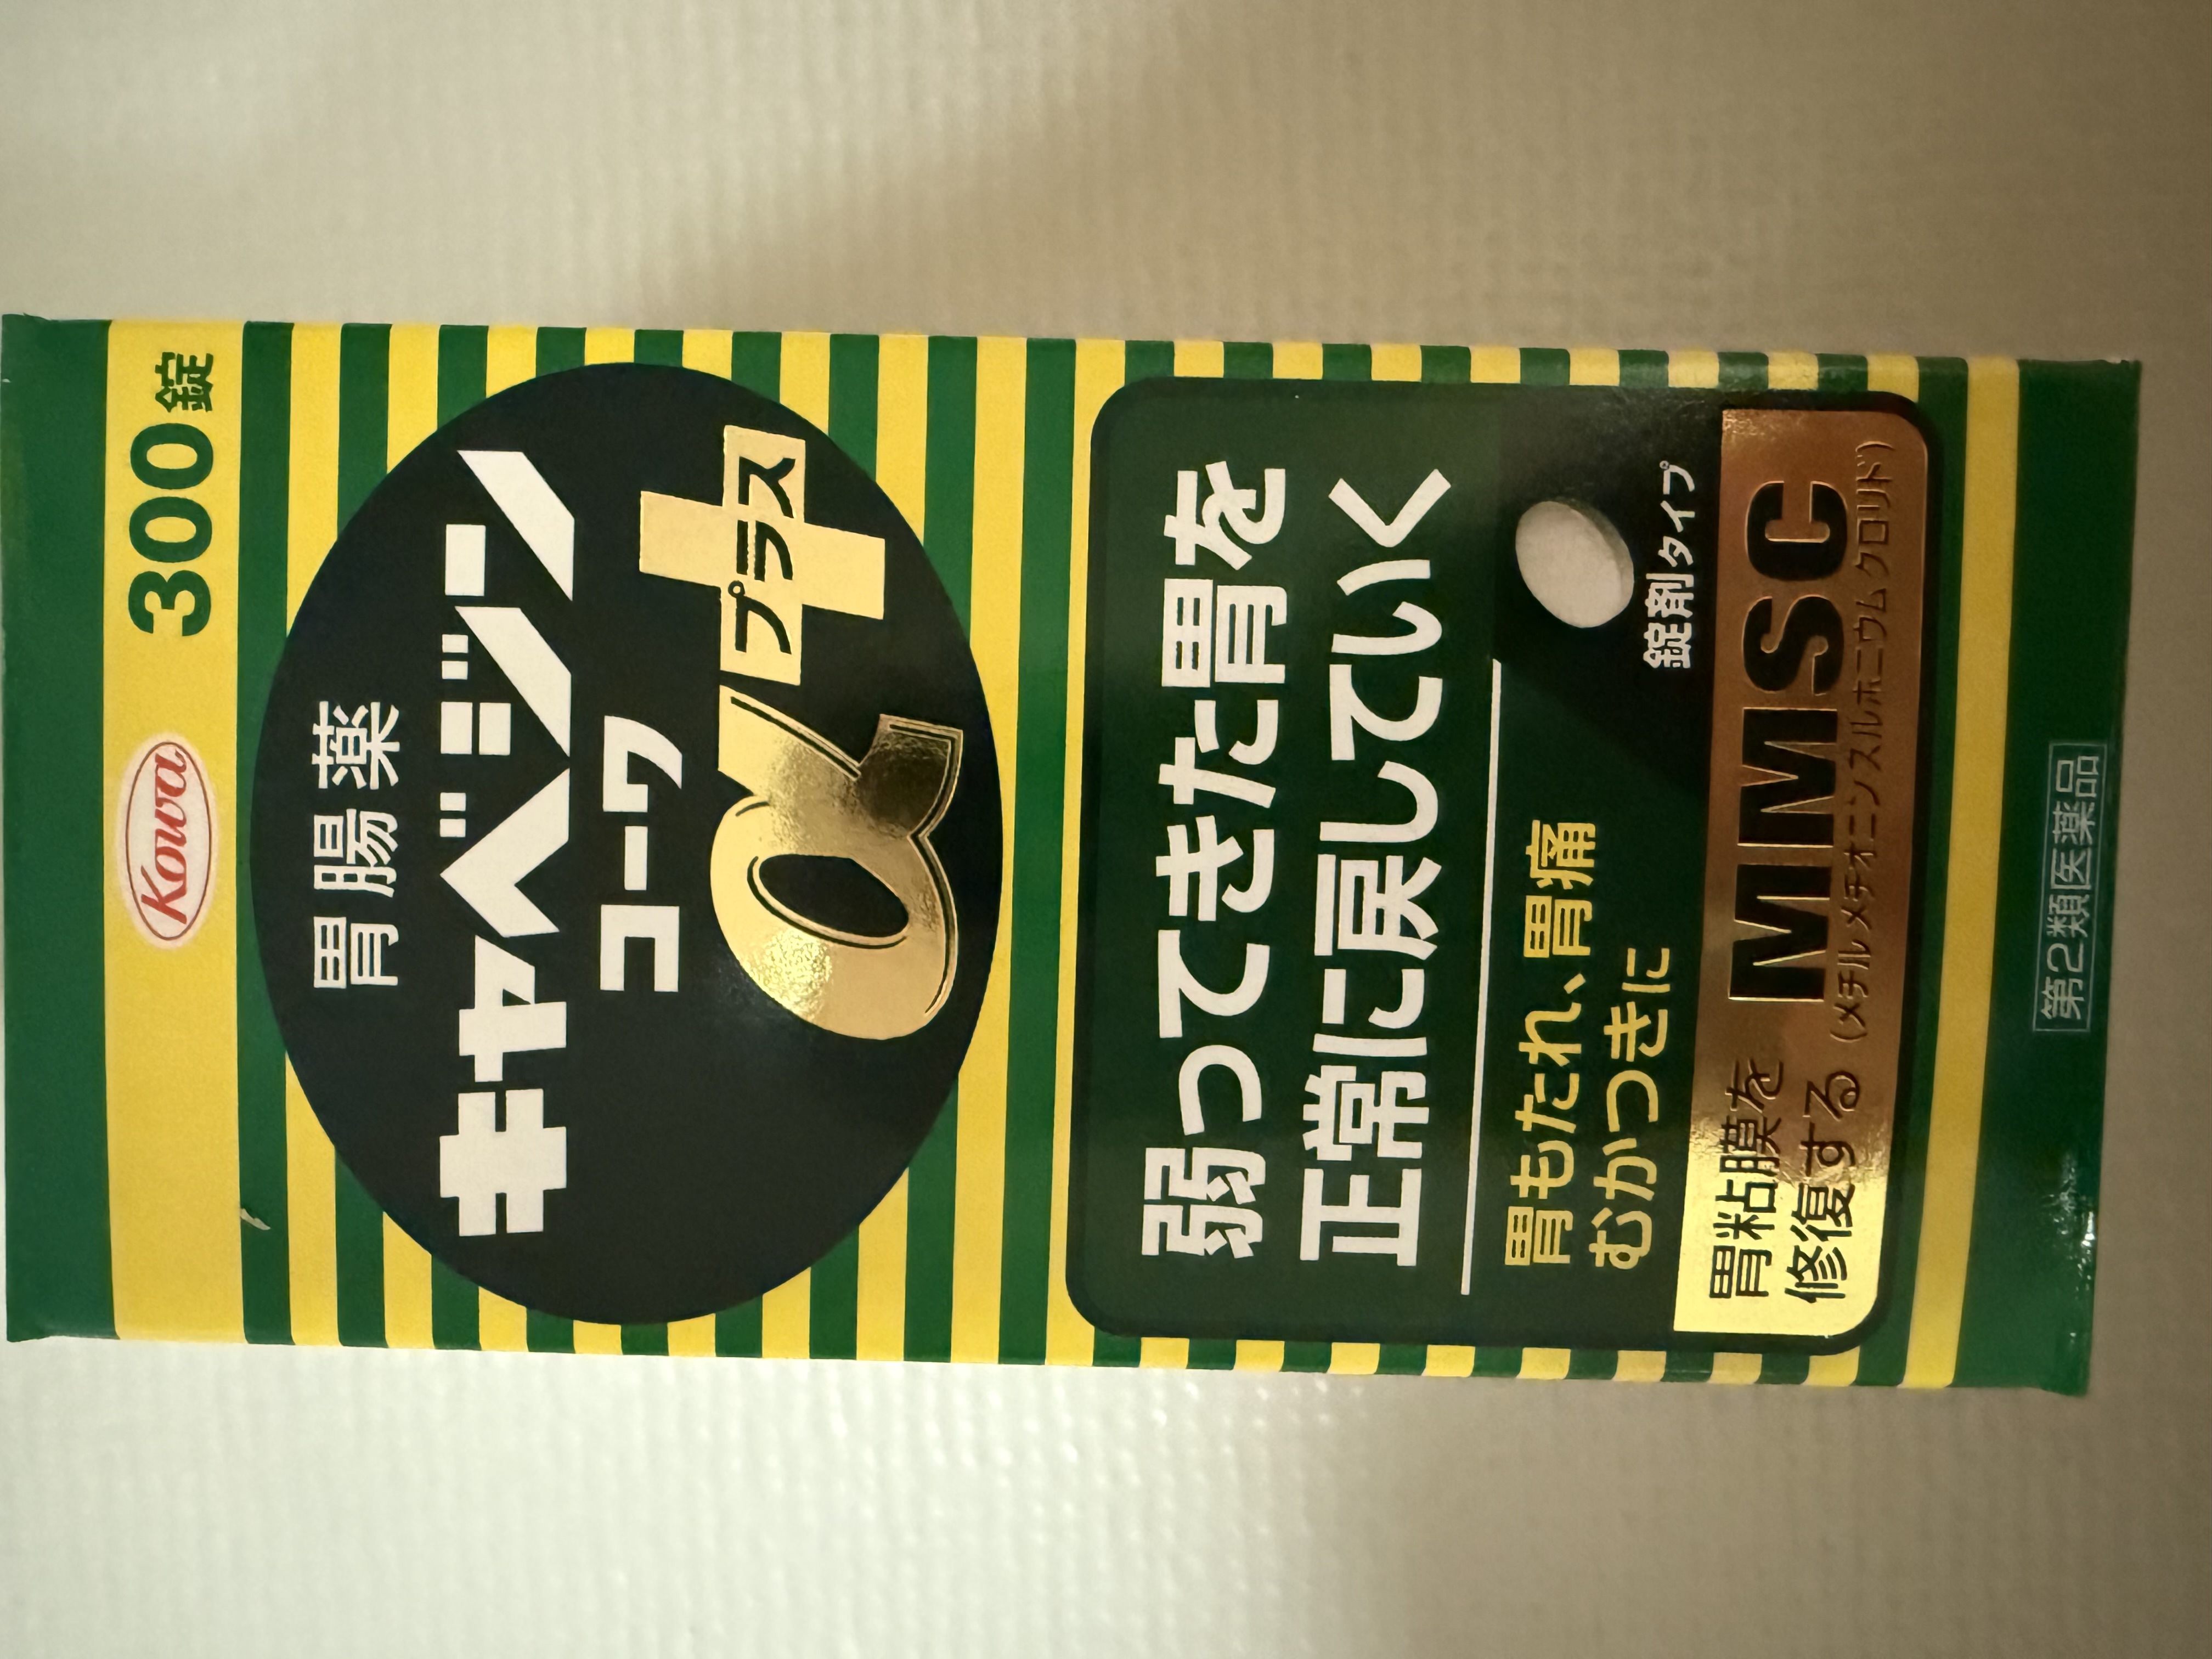 Kowa 300錠
胃腸薬
キャベジン
コーワ
α プラス
弱ってきた胃を
正常に戻していく
胃もたれ、胃痛
むかつきに
錠剤タイプ
胃粘膜を
修復する
MMSC
(メチルメチオニンスルホニウムクロリド)
第2類医薬品